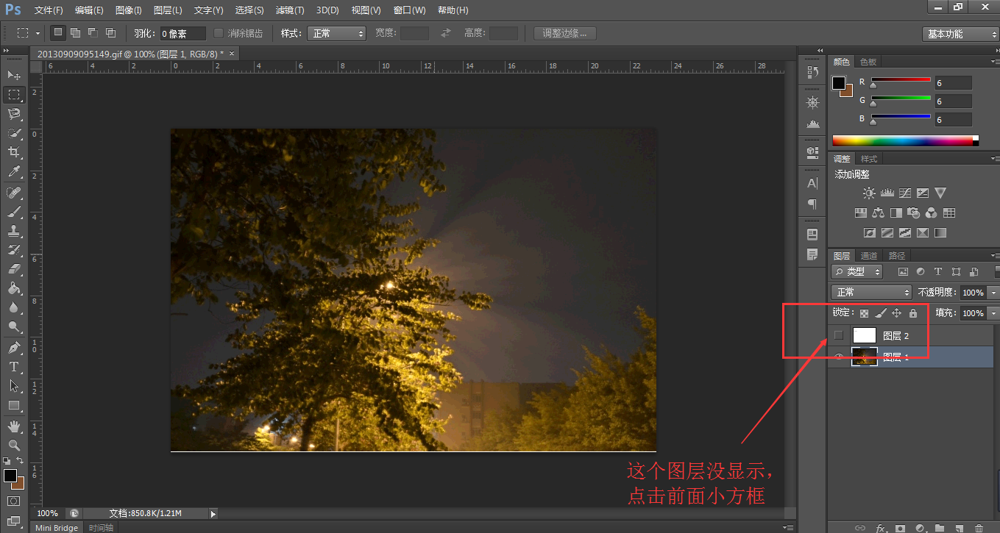 Ps 文件(F) 编辑(E) 图像(I) 图层(L) 文字(Y) 选择(S) 滤镜(T) 3D(D) 视图(V) 窗口(W) 帮助(H)
羽化: 0 像素 消除锯齿 样式: 正常 宽度: 高度: 调整边缘... 基本功能
20130909095149.gif @ 100% (图层 1, RGB/8) * ×
6 4 2 0 2 4 6 8 10 12 14 16 18 20 22 24 26 28
2
0
2
4
6
8
10
12
14
16
颜色 色板
R 6
G 6
B 6
调整 样式
添加调整
图层 通道 路径
类型
正常 不透明度: 100%
锁定: 填充: 100%
图层 2
图层 1
这个图层没显示，
点击前面小方框
100% 文档:850.8K/1.21M
Mini Bridge 时间轴